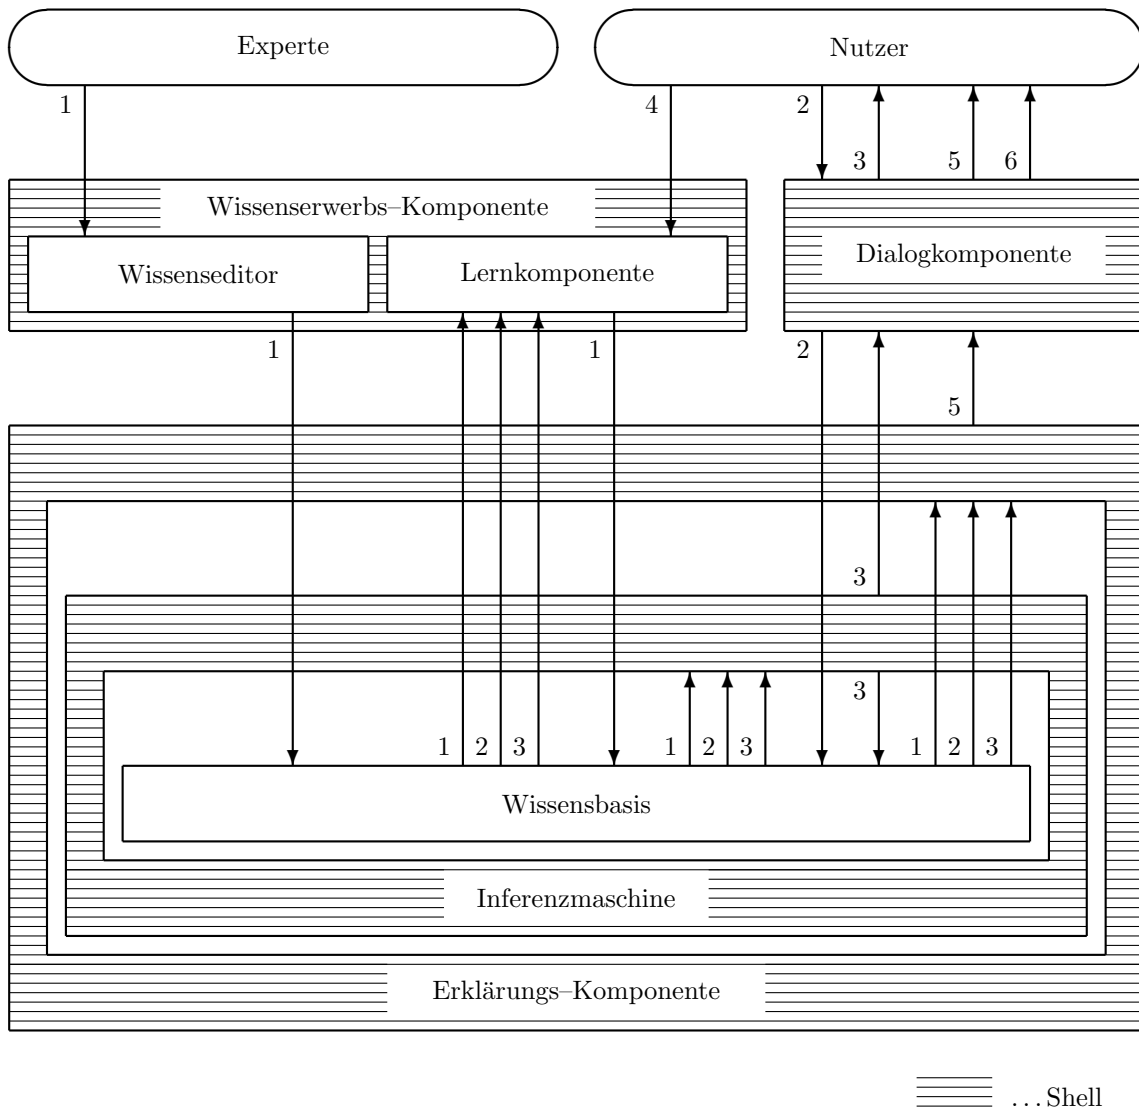 Experte
Nutzer
1
4
2
3
5
6
Wissenserwerbs–Komponente
Dialogkomponente
Wissenseditor
Lernkomponente
1
1
2
5
3
3
1
2
3
1
2
3
1
2
3
Wissensbasis
Inferenzmaschine
Erklärungs–Komponente
...Shell